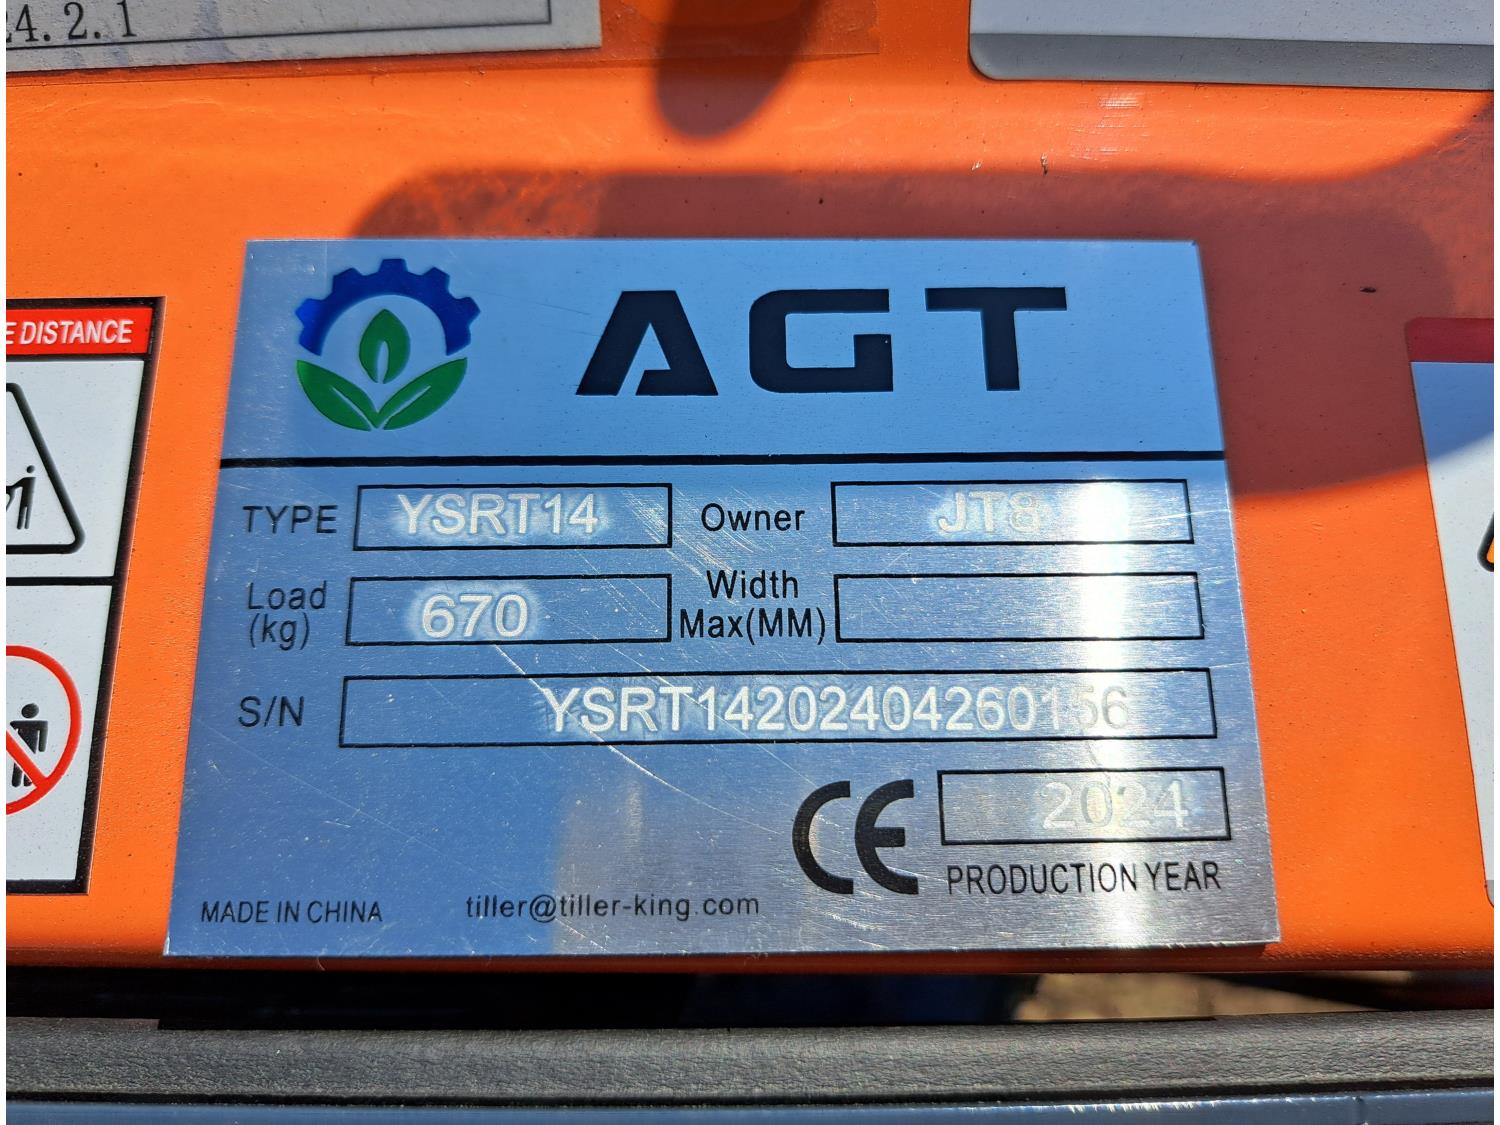 24.2.1
E DISTANCE
AGT
TYPE YSRT14 Owner JT8
Load (kg) 670 Width Max(MM)
S/N YSRT14202404260156
CE 2024
PRODUCTION YEAR
MADE IN CHINA tiller@tiller-king.com